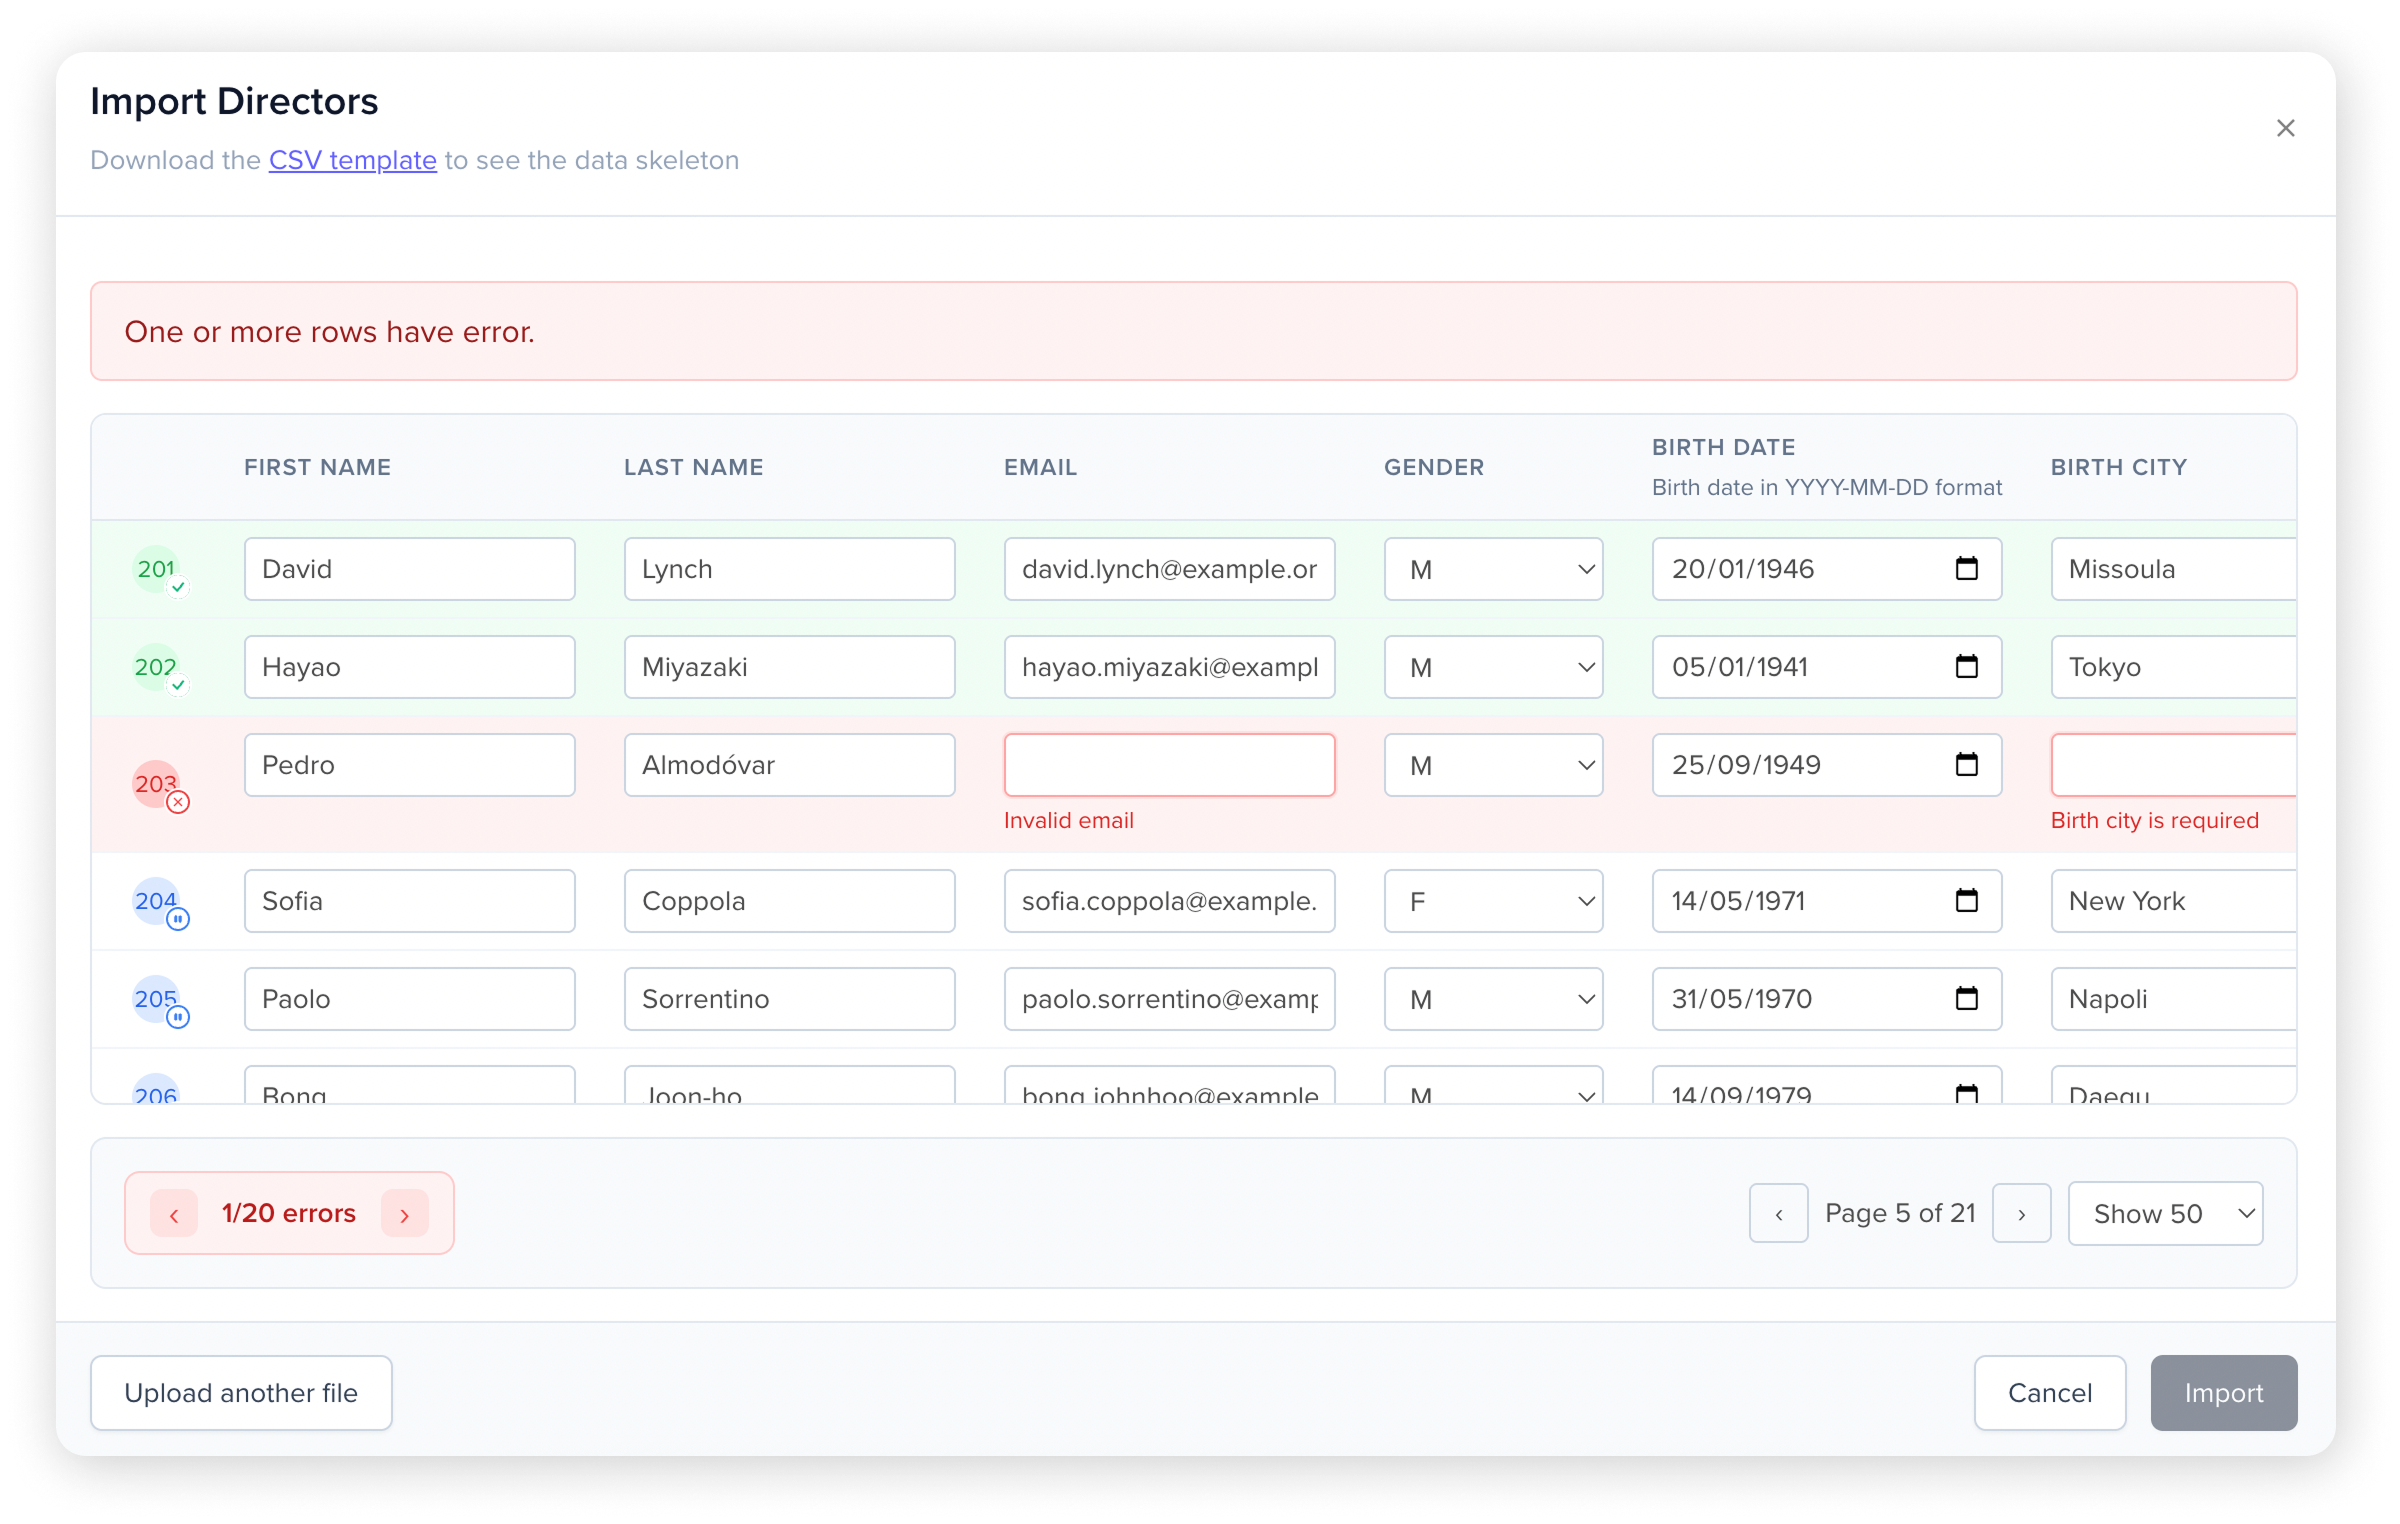 Import Directors
Download the CSV template to see the data skeleton
One or more rows have error.
FIRST NAME LAST NAME EMAIL GENDER BIRTH DATE BIRTH CITY
Birth date in YYYY-MM-DD format
201 David Lynch david.lynch@example.or M 20/01/1946 Missoula
202 Hayao Miyazaki hayao.miyazaki@exampl M 05/01/1941 Tokyo
203 Pedro Almodóvar M 25/09/1949
Invalid email Birth city is required
204 Sofia Coppola sofia.coppola@example. F 14/05/1971 New York
205 Paolo Sorrentino paolo.sorrentino@examp M 31/05/1970 Napoli
206 Bong Joon-ho bong.johnhoo@example M 14/09/1979 Daegu
‹ 1/20 errors › ‹ Page 5 of 21 › Show 50
Upload another file Cancel Import